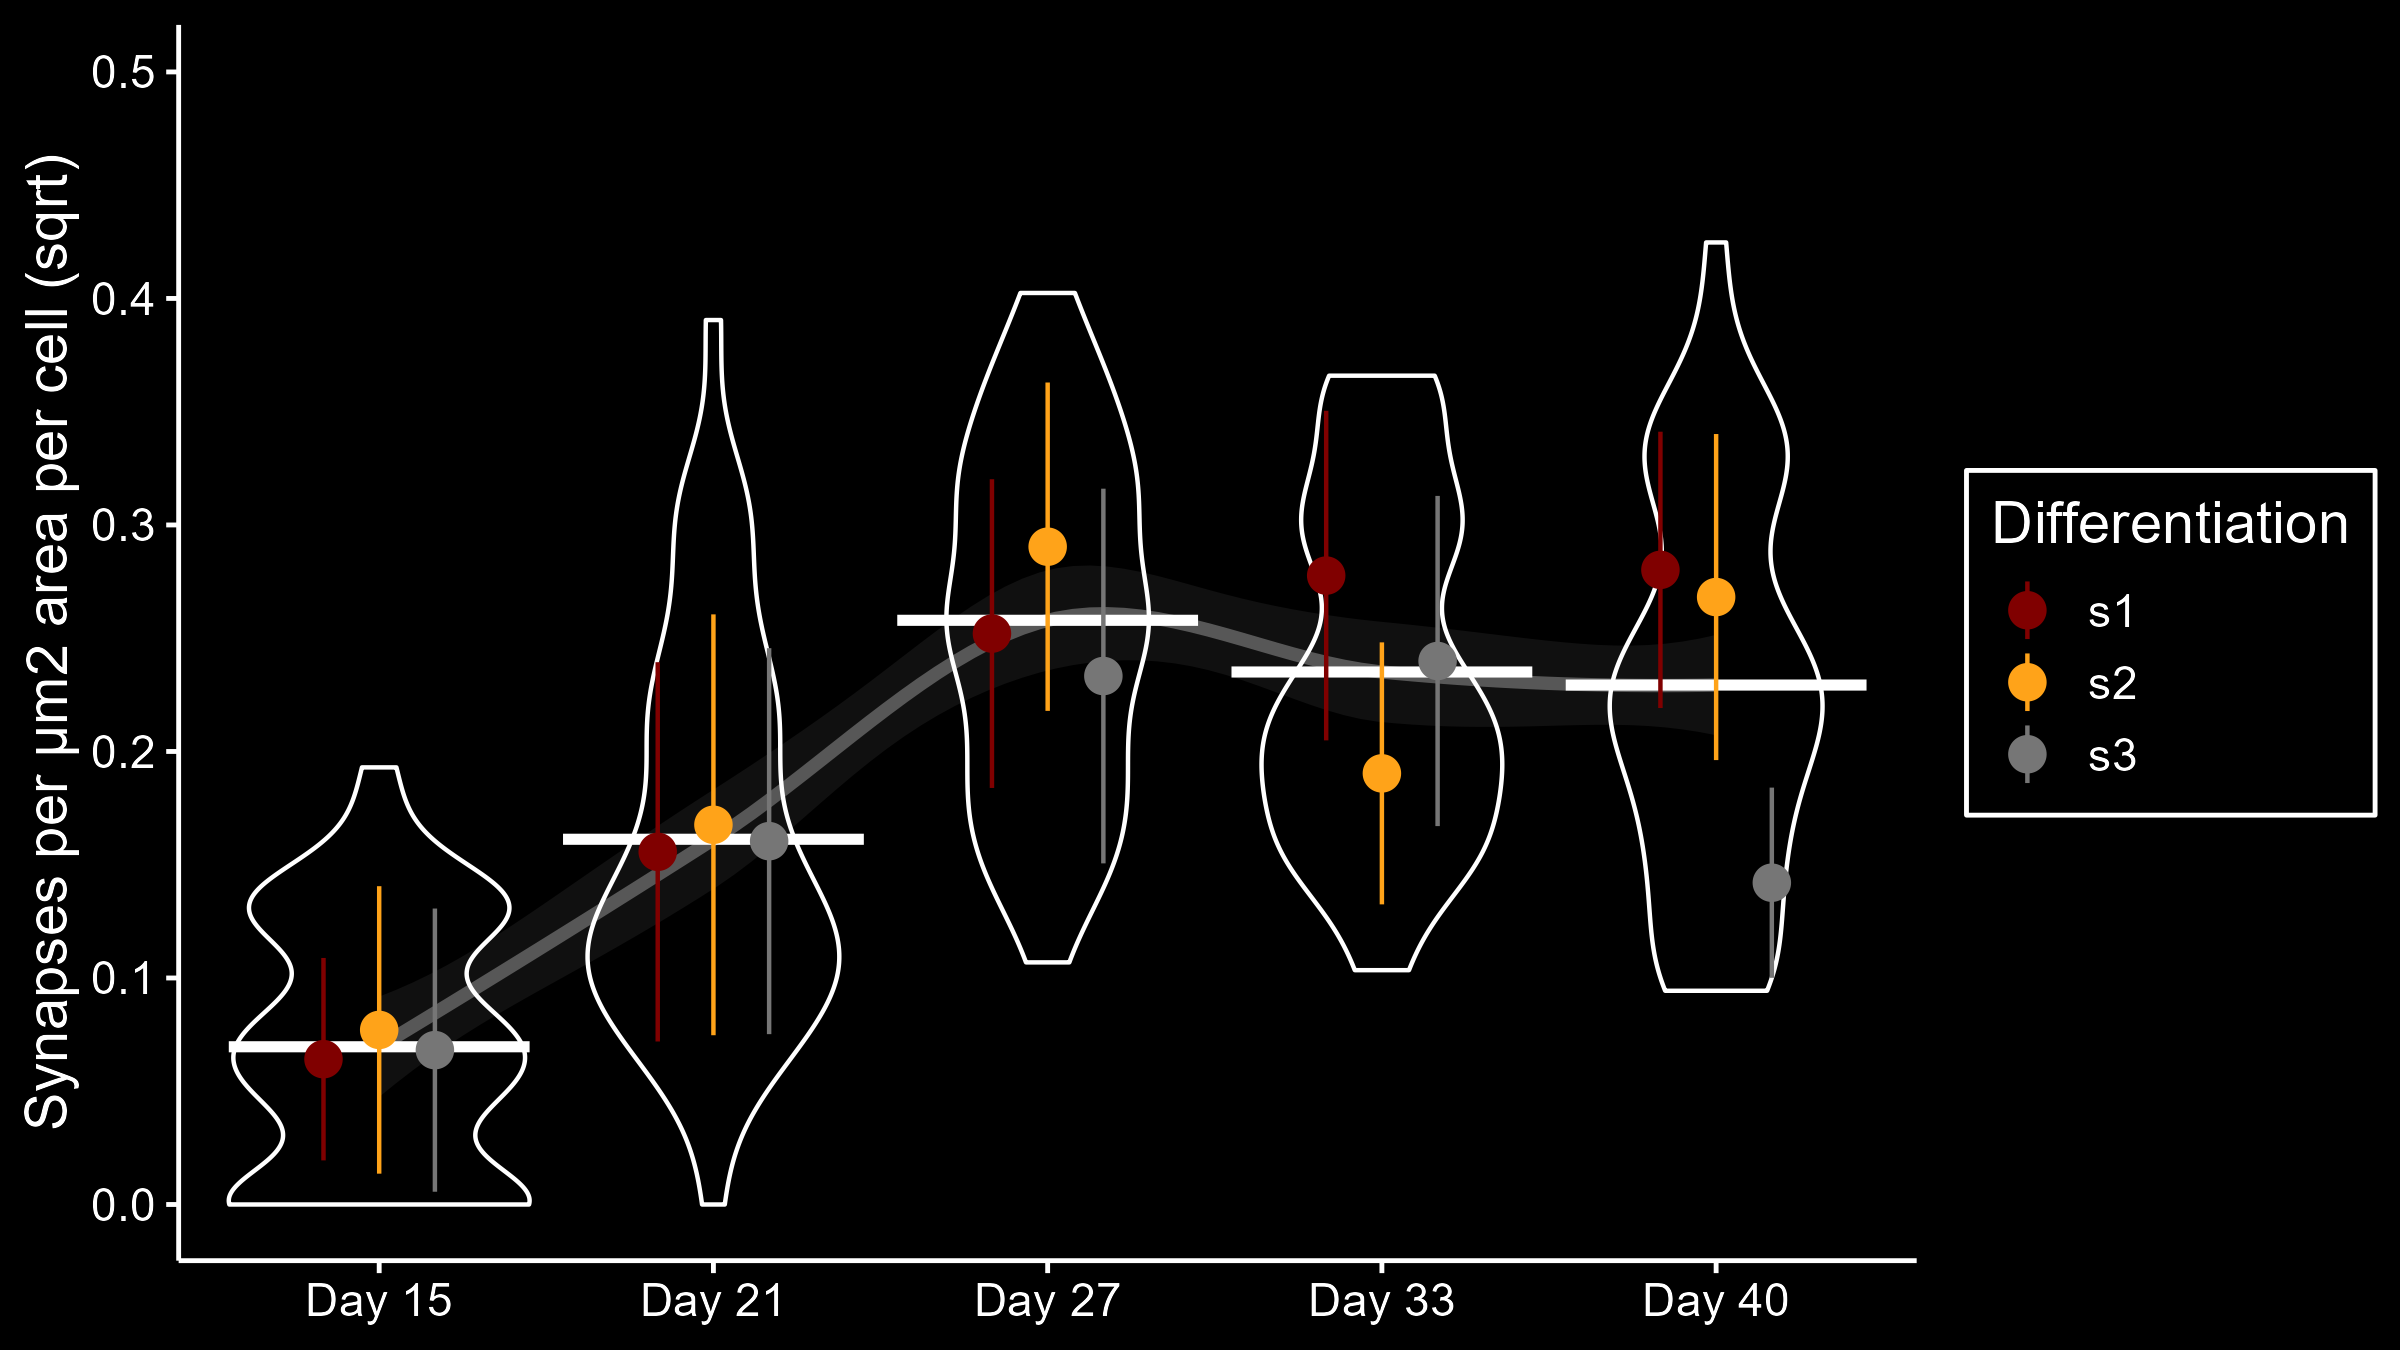 Synapses per µm2 area per cell (sqrt)
0.5
0.4
0.3
0.2
0.1
0.0
Day 15
Day 21
Day 27
Day 33
Day 40
Differentiation
s1
s2
s3